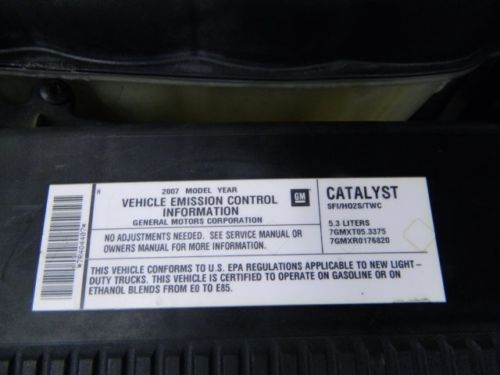 2007 MODEL YEAR
VEHICLE EMISSION CONTROL
INFORMATION
GENERAL MOTORS CORPORATION
GM
CATALYST
SFI/HO2S/TWC
5.3 LITERS
7GMXT05.3375
7GMXR0176820
NO ADJUSTMENTS NEEDED. SEE SERVICE MANUAL OR
OWNERS MANUAL FOR MORE INFORMATION.
THIS VEHICLE CONFORMS TO U.S. EPA REGULATIONS APPLICABLE TO NEW LIGHT-
DUTY TRUCKS. THIS VEHICLE IS CERTIFIED TO OPERATE ON GASOLINE OR ON
ETHANOL BLENDS FROM E0 TO E85.